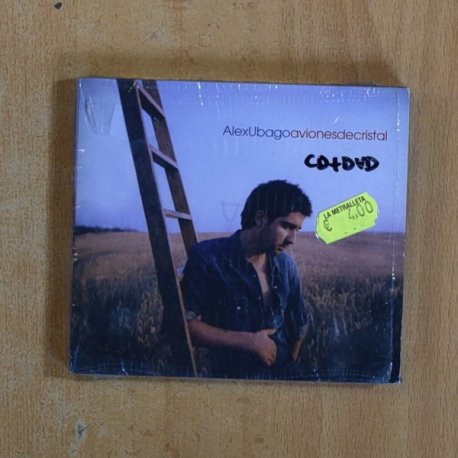 AlexUbagoavionesdecristal
CD+DVD
LA METRALLETA
€ 4,00